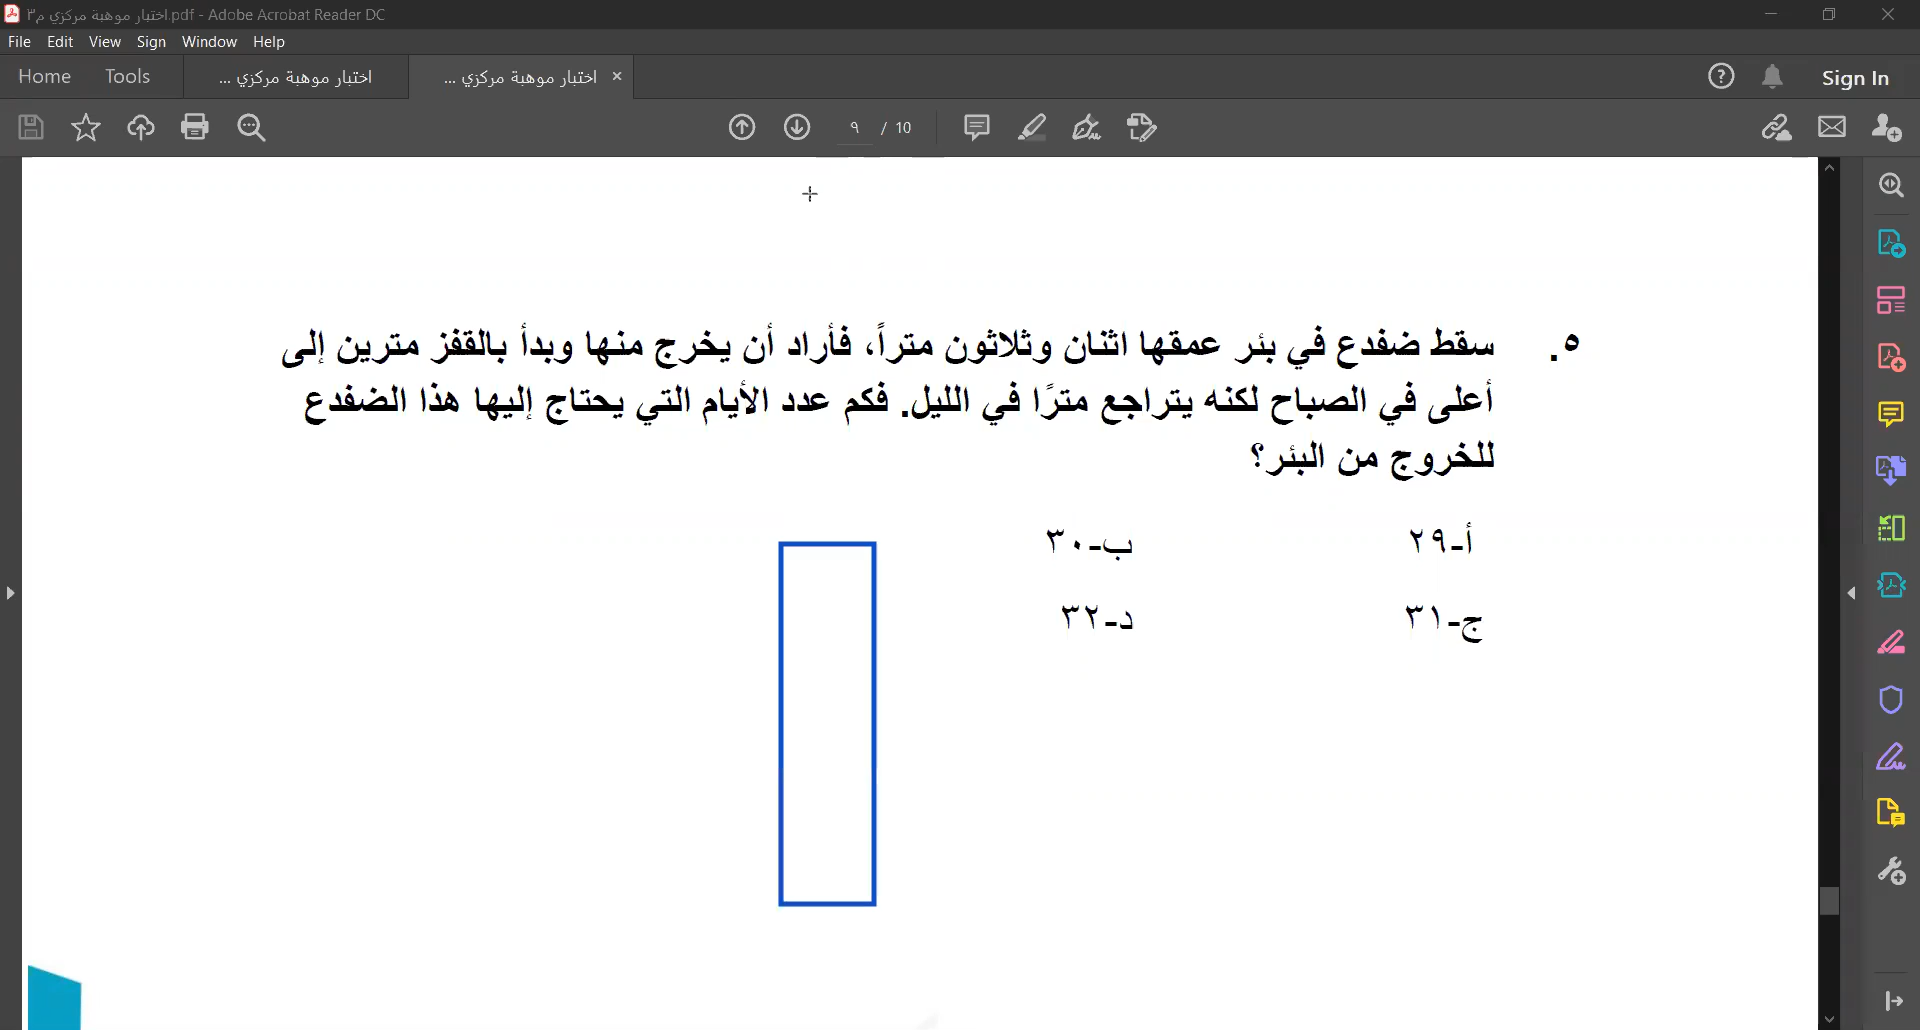 اختبار موهبة مركزي م٣.pdf - Adobe Acrobat Reader DC
File Edit View Sign Window Help
Home Tools اختبار موهبة مركزي ... اختبار موهبة مركزي ... ×
Sign In
٩ / 10
٥. سقط ضفدع في بئر عمقها اثنان وثلاثون متراً، فأراد أن يخرج منها وبدأ بالقفز مترين إلى
أعلى في الصباح لكنه يتراجع مترًا في الليل. فكم عدد الأيام التي يحتاج إليها هذا الضفدع
للخروج من البئر؟
أ-٢٩ ب-٣٠
ج-٣١ د-٣٢